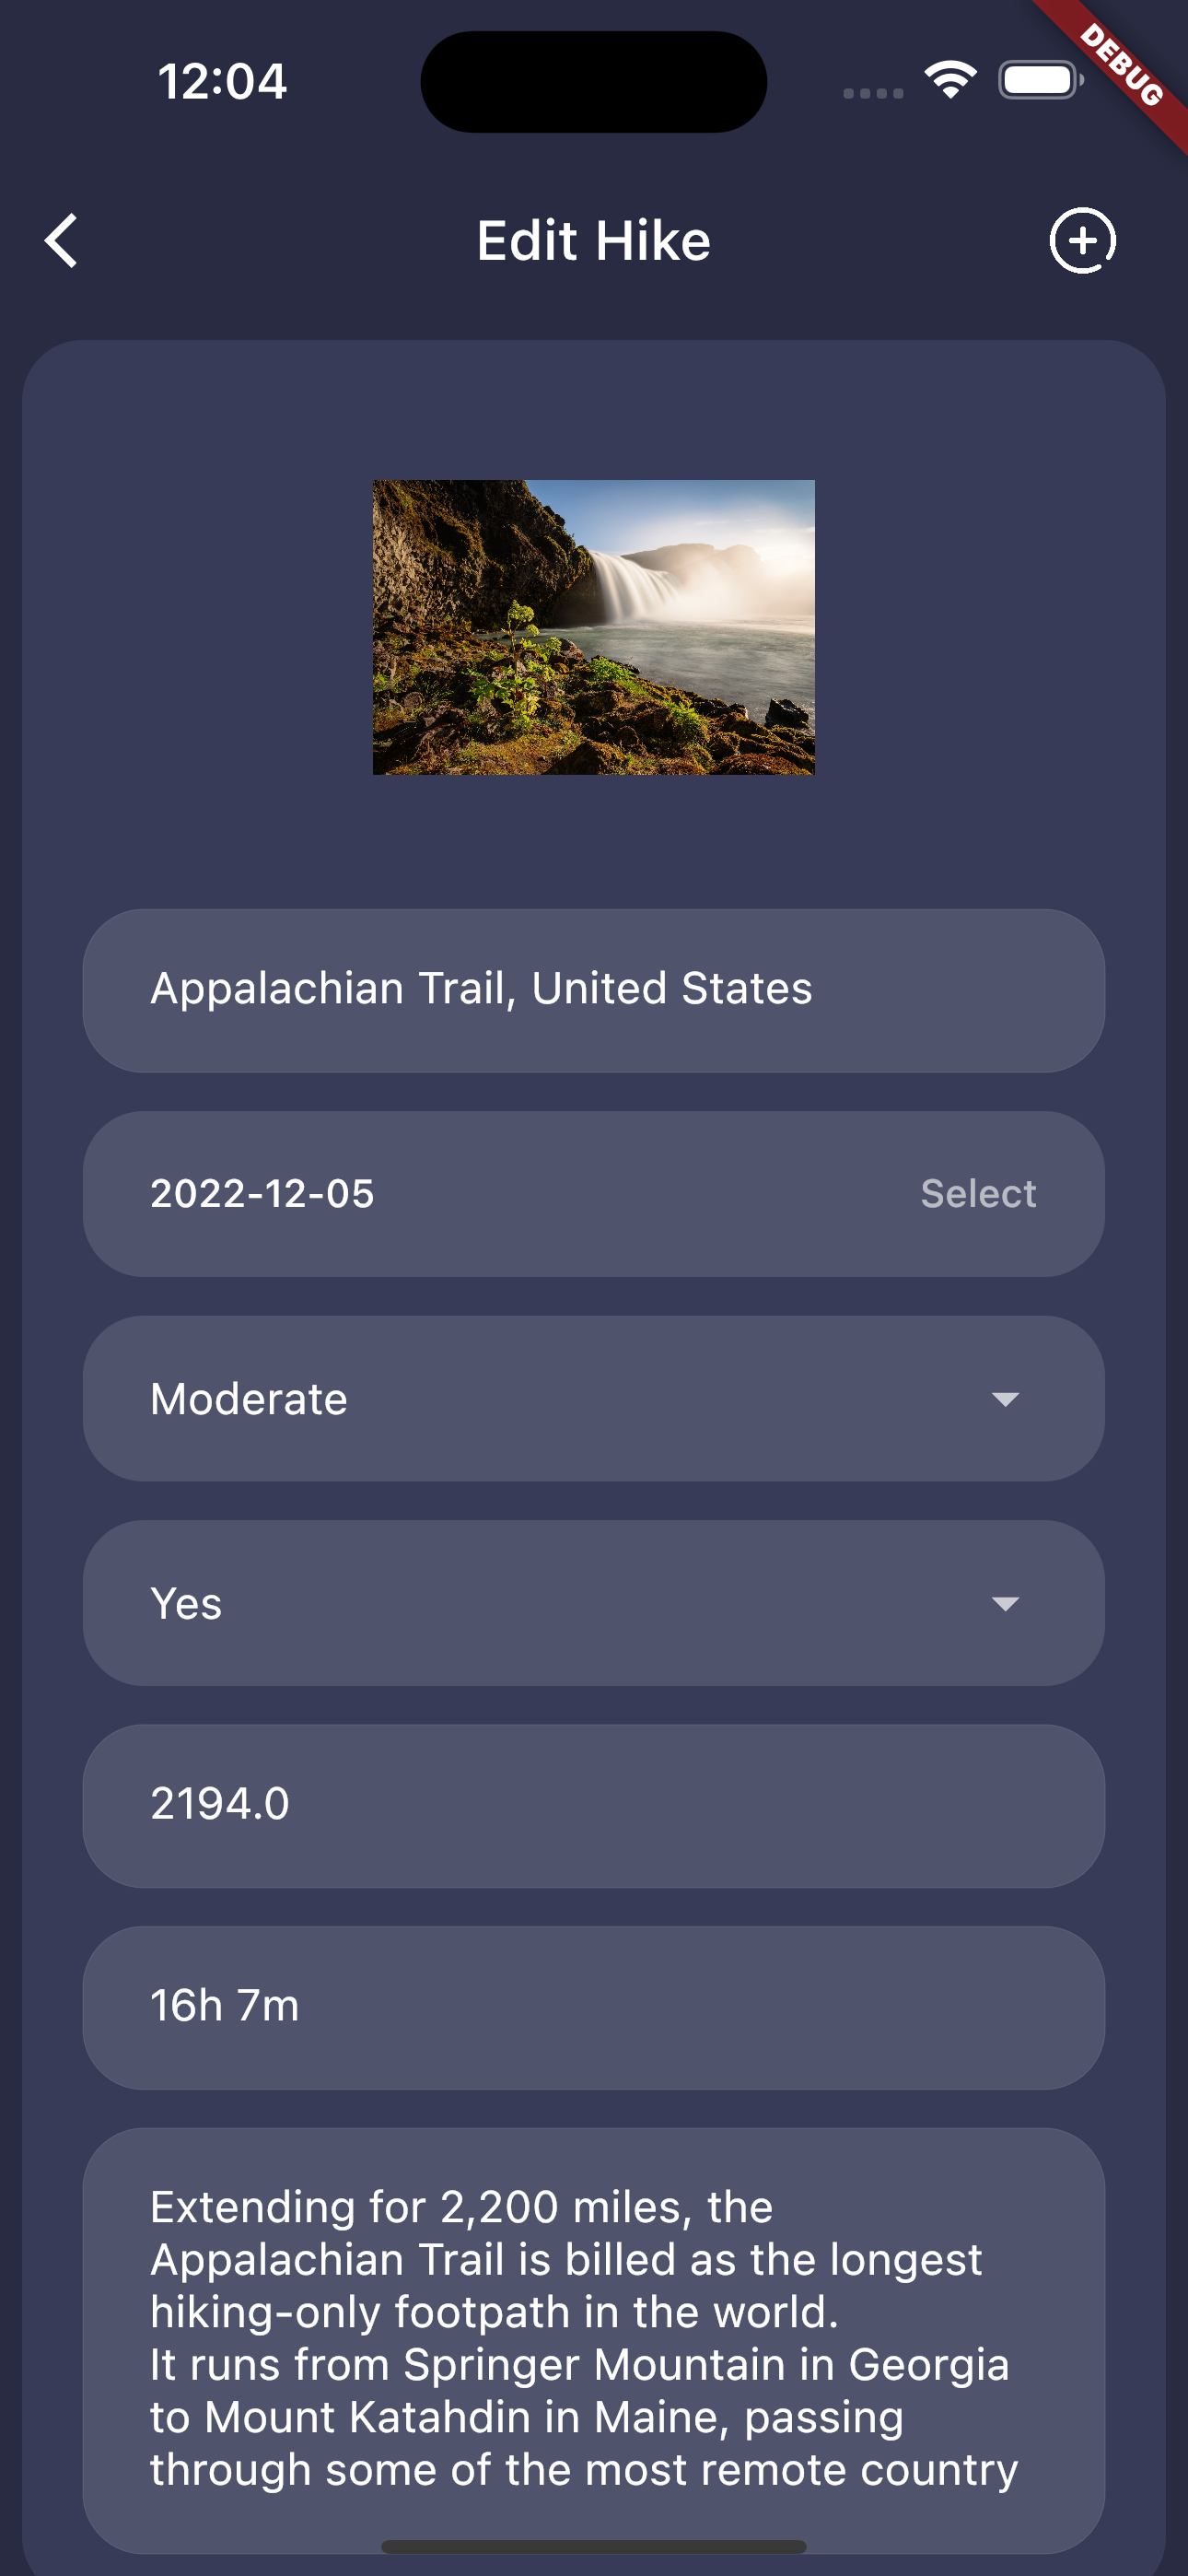 12:04
DEBUG
Edit Hike
Appalachian Trail, United States
2022-12-05
Select
Moderate
Yes
2194.0
16h 7m
Extending for 2,200 miles, the
Appalachian Trail is billed as the longest
hiking-only footpath in the world.
It runs from Springer Mountain in Georgia
to Mount Katahdin in Maine, passing
through some of the most remote country